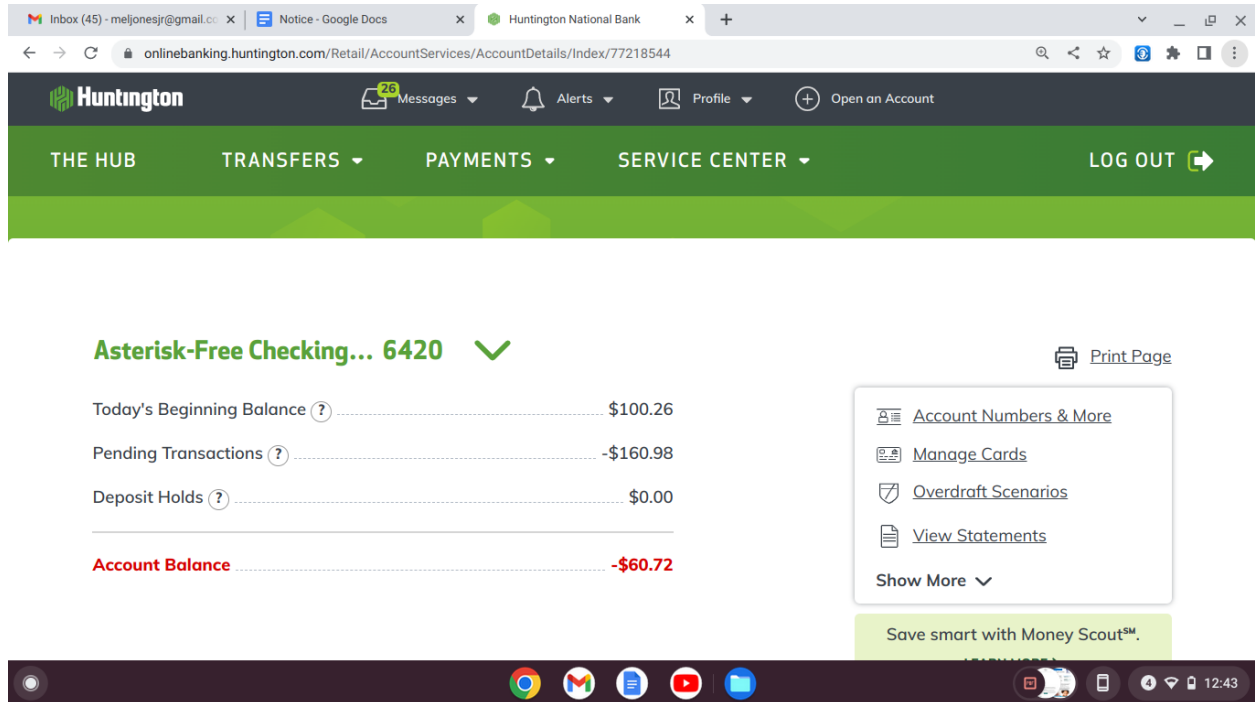 Inbox (45) - meljonesjr@gmail.co
Notice - Google Docs
Huntington National Bank
onlinebanking.huntington.com/Retail/AccountServices/AccountDetails/Index/77218544
Huntington
26
Messages
Alerts
Profile
Open an Account
THE HUB
TRANSFERS
PAYMENTS
SERVICE CENTER
LOG OUT
Asterisk-Free Checking... 6420
Print Page
Today's Beginning Balance ? $100.26
Pending Transactions ? -$160.98
Deposit Holds ? $0.00
Account Balance -$60.72
Account Numbers & More
Manage Cards
Overdraft Scenarios
View Statements
Show More
Save smart with Money Scout℠.
LEARN MORE
4
12:43